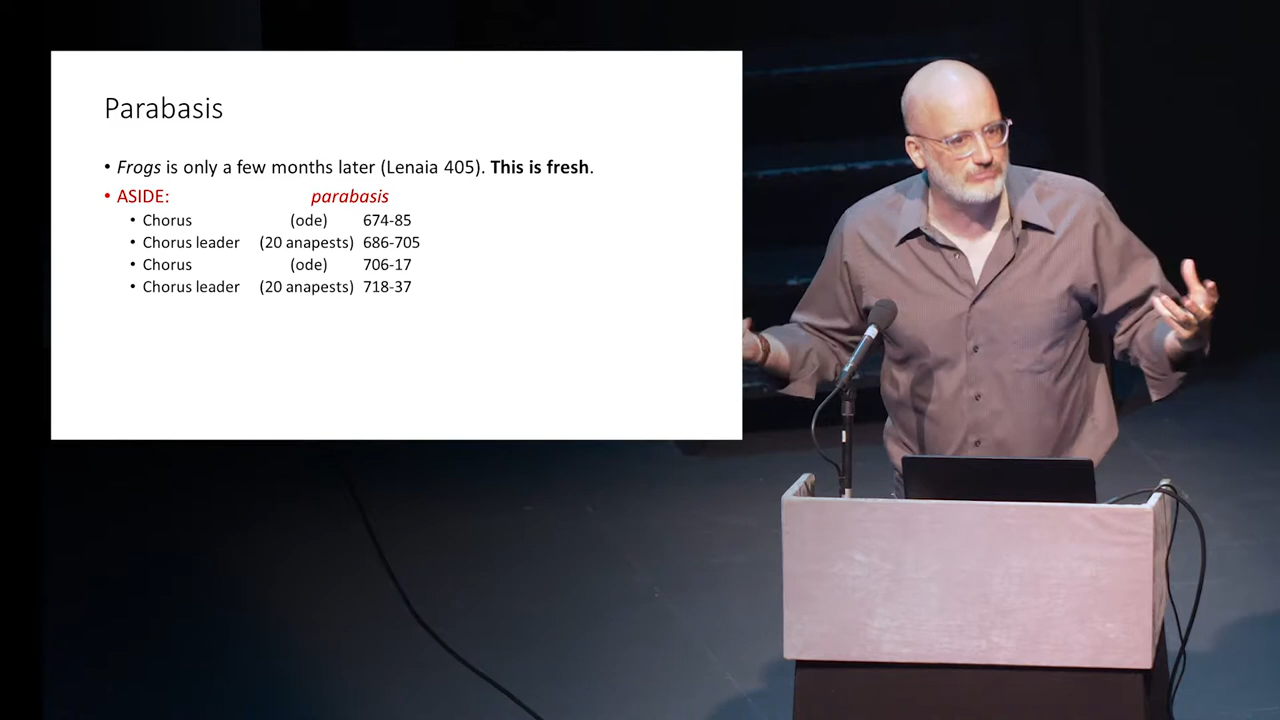 Parabasis
• Frogs is only a few months later (Lenaia 405). This is fresh.
• ASIDE: parabasis
• Chorus (ode) 674-85
• Chorus leader (20 anapests) 686-705
• Chorus (ode) 706-17
• Chorus leader (20 anapests) 718-37